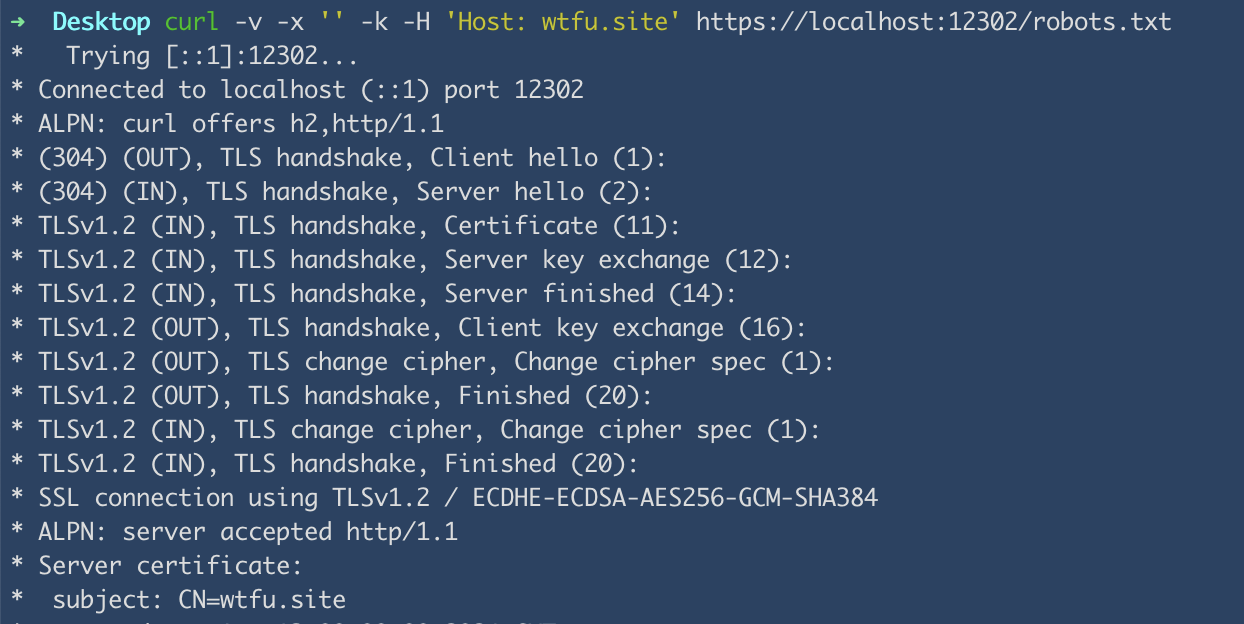 → Desktop curl -v -x '' -k -H 'Host: wtfu.site' https://localhost:12302/robots.txt
* Trying [::1]:12302...
* Connected to localhost (::1) port 12302
* ALPN: curl offers h2,http/1.1
* (304) (OUT), TLS handshake, Client hello (1):
* (304) (IN), TLS handshake, Server hello (2):
* TLSv1.2 (IN), TLS handshake, Certificate (11):
* TLSv1.2 (IN), TLS handshake, Server key exchange (12):
* TLSv1.2 (IN), TLS handshake, Server finished (14):
* TLSv1.2 (OUT), TLS handshake, Client key exchange (16):
* TLSv1.2 (OUT), TLS change cipher, Change cipher spec (1):
* TLSv1.2 (OUT), TLS handshake, Finished (20):
* TLSv1.2 (IN), TLS change cipher, Change cipher spec (1):
* TLSv1.2 (IN), TLS handshake, Finished (20):
* SSL connection using TLSv1.2 / ECDHE-ECDSA-AES256-GCM-SHA384
* ALPN: server accepted http/1.1
* Server certificate:
* subject: CN=wtfu.site